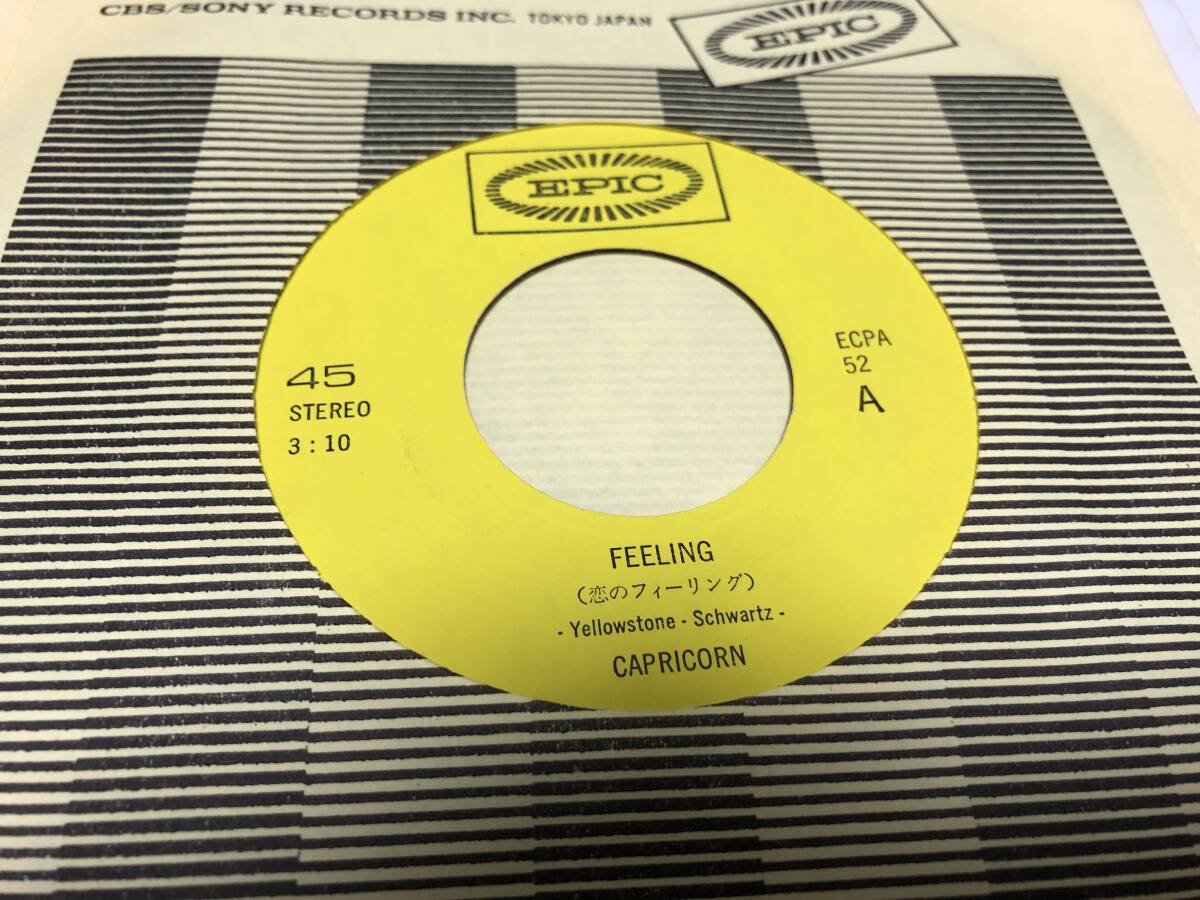 CBS/SONY RECORDS INC. TOKYO JAPAN
EPIC
EPIC
45
STEREO
3:10
ECPA
52
A
FEELING
(恋のフィーリング)
- Yellowstone - Schwartz -
CAPRICORN